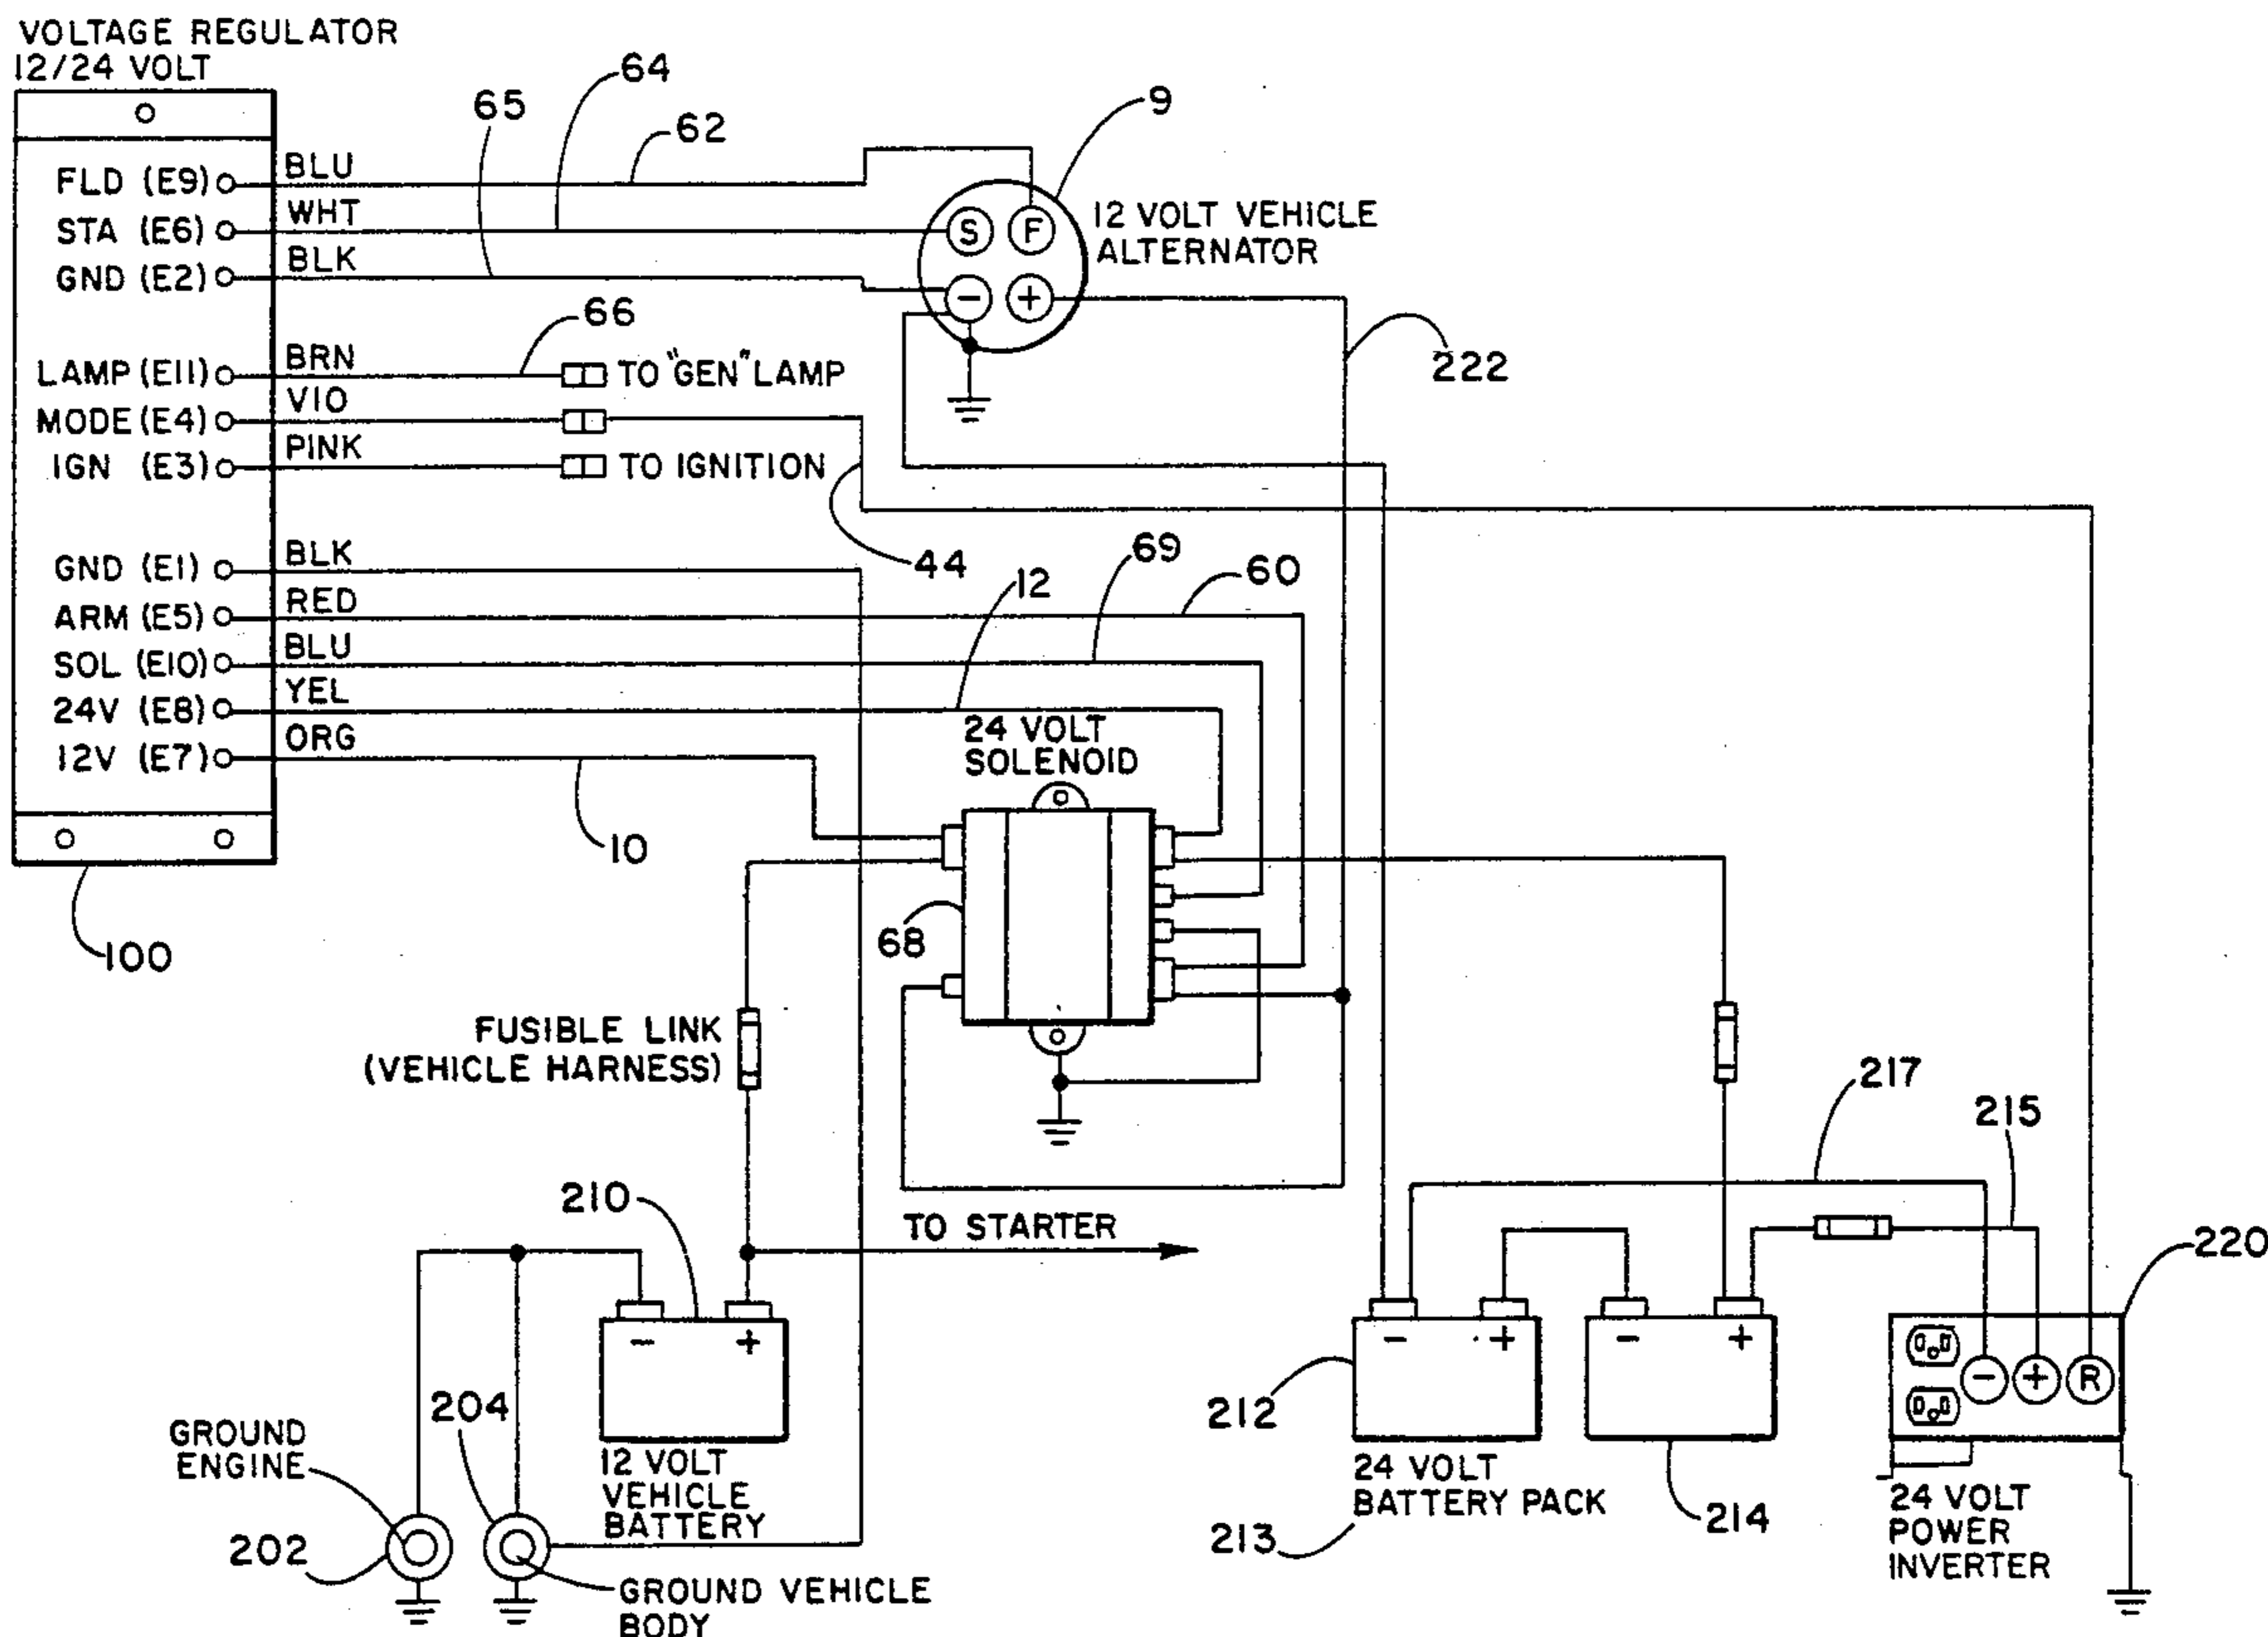 VOLTAGE REGULATOR
12/24 VOLT
64
65
62
9
FLD (E9)
BLU
STA (E6)
WHT
GND (E2)
BLK
S
F
-
+
12 VOLT VEHICLE
ALTERNATOR
66
222
LAMP (E11)
BRN
TO "GEN" LAMP
MODE (E4)
VIO
IGN (E3)
PINK
TO IGNITION
44
12
69
60
GND (E1)
BLK
ARM (E5)
RED
SOL (E10)
BLU
24V (E8)
YEL
12V (E7)
ORG
24 VOLT
SOLENOID
10
68
100
FUSIBLE LINK
(VEHICLE HARNESS)
217
215
210
TO STARTER
220
-
+
-
+
-
+
-
+
R
204
212
GROUND
ENGINE
202
12 VOLT
VEHICLE
BATTERY
24 VOLT
BATTERY PACK
213
214
24 VOLT
POWER
INVERTER
GROUND VEHICLE
BODY